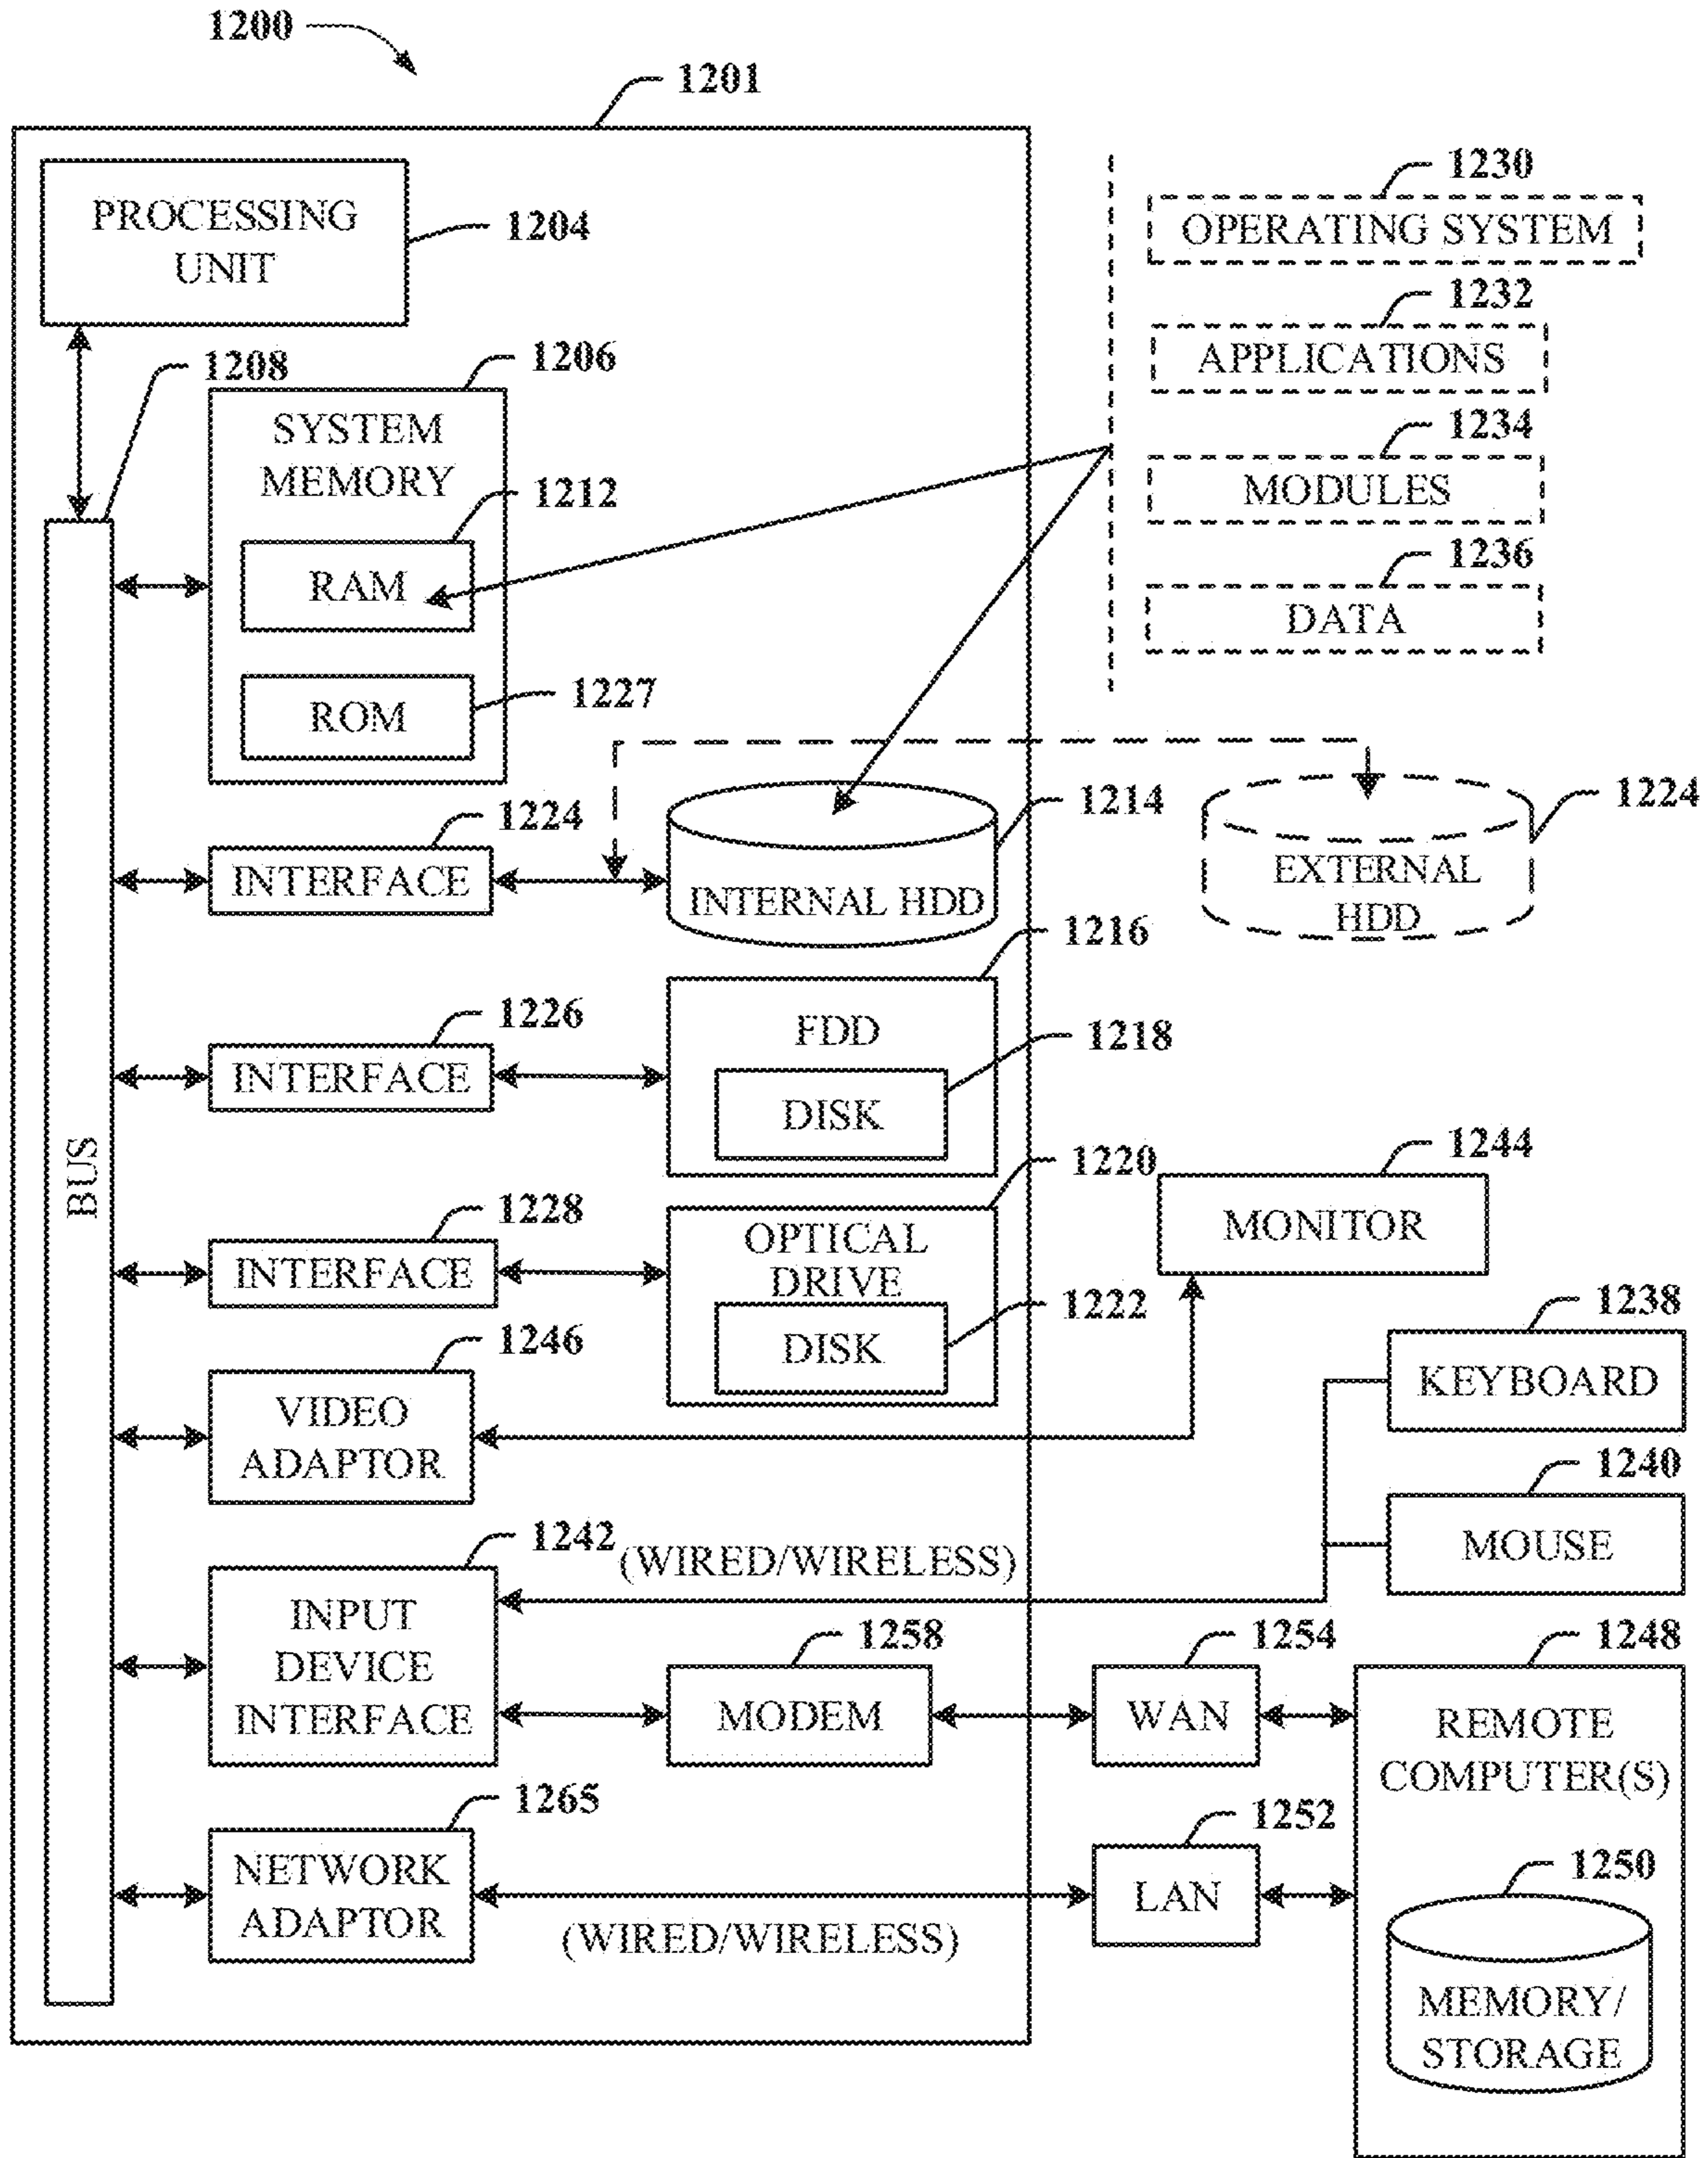 1200
1201
PROCESSING
UNIT
1204
1230
OPERATING SYSTEM
1232
APPLICATIONS
1234
MODULES
1236
DATA
1208
1206
SYSTEM
MEMORY
1212
RAM
1227
ROM
1224
INTERFACE
1214
INTERNAL HDD
1224
EXTERNAL
HDD
1216
FDD
1226
INTERFACE
1218
DISK
BUS
1220
OPTICAL
DRIVE
1228
INTERFACE
1222
DISK
1244
MONITOR
1246
VIDEO
ADAPTOR
1238
KEYBOARD
1240
MOUSE
1242
(WIRED/WIRELESS)
INPUT
DEVICE
INTERFACE
1258
MODEM
1254
WAN
1248
REMOTE
COMPUTER(S)
1265
NETWORK
ADAPTOR
(WIRED/WIRELESS)
1252
LAN
1250
MEMORY/
STORAGE